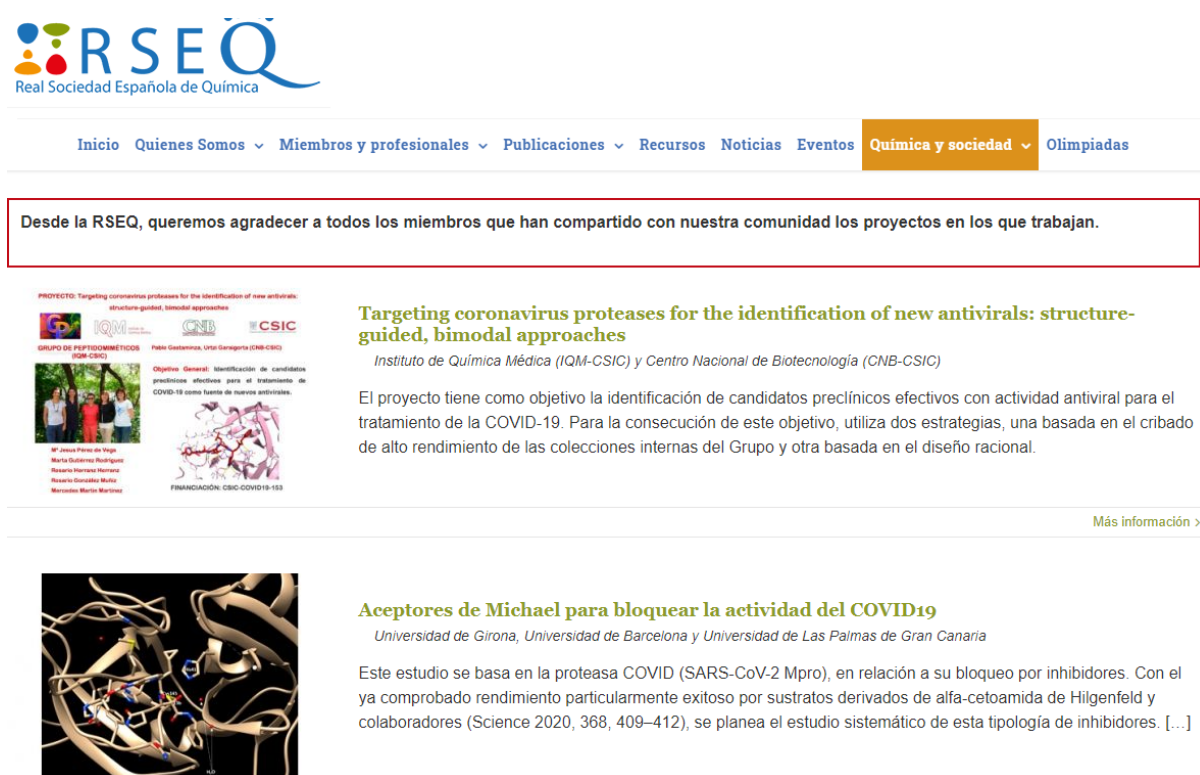 RSEQ
Real Sociedad Española de Química
Inicio Quienes Somos Miembros y profesionales Publicaciones Recursos Noticias Eventos Química y sociedad Olimpiadas
Desde la RSEQ, queremos agradecer a todos los miembros que han compartido con nuestra comunidad los proyectos en los que trabajan.
PROYECTO: Targeting coronavirus proteases for the identification of new antivirals:
structure-guided, bimodal approaches
IQM CNB CSIC
GRUPO DE PEPTIDOMIMÉTICOS
(IQM-CSIC)
Pablo Gastaminza, Urtzi Garaigorta (CNB-CSIC)
Objetivo General: Identificación de candidatos
preclínicos efectivos para el tratamiento de
COVID-19 como fuente de nuevos antivirales.
Mª Jesus Pérez de Vega
Marta Gutiérrez Rodríguez
Rosario Herranz Herranz
Rosario González Muñiz
Mercedes Martín Martínez
FINANCIACIÓN: CSIC-COVID19-153
Targeting coronavirus proteases for the identification of new antivirals: structure-
guided, bimodal approaches
Instituto de Química Médica (IQM-CSIC) y Centro Nacional de Biotecnología (CNB-CSIC)
El proyecto tiene como objetivo la identificación de candidatos preclínicos efectivos con actividad antiviral para el
tratamiento de la COVID-19. Para la consecución de este objetivo, utiliza dos estrategias, una basada en el cribado
de alto rendimiento de las colecciones internas del Grupo y otra basada en el diseño racional.
Más información >
Aceptores de Michael para bloquear la actividad del COVID19
Universidad de Girona, Universidad de Barcelona y Universidad de Las Palmas de Gran Canaria
Este estudio se basa en la proteasa COVID (SARS-CoV-2 Mpro), en relación a su bloqueo por inhibidores. Con el
ya comprobado rendimiento particularmente exitoso por sustratos derivados de alfa-cetoamida de Hilgenfeld y
colaboradores (Science 2020, 368, 409–412), se planea el estudio sistemático de esta tipología de inhibidores. […]